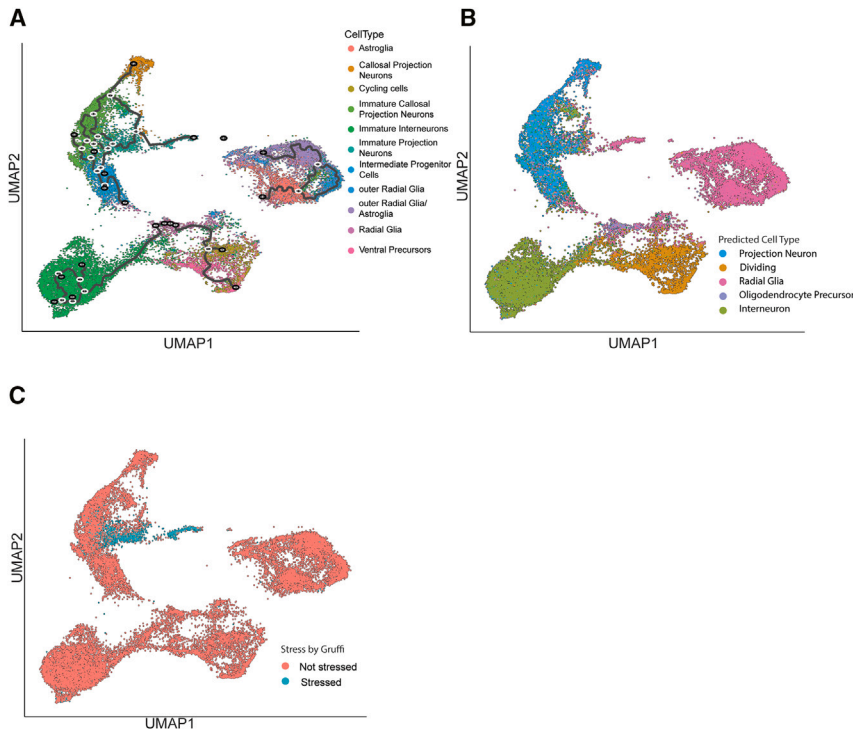 A
UMAP2
UMAP1
CellType
Astroglia
Callosal Projection
Neurons
Cycling cells
Immature Callosal
Projection Neurons
Immature Interneurons
Immature Projection
Neurons
Intermediate Progenitor
Cells
outer Radial Glia
outer Radial Glia/
Astroglia
Radial Glia
Ventral Precursors
B
UMAP2
UMAP1
Predicted Cell Type
Projection Neuron
Dividing
Radial Glia
Oligodendrocyte Precursor
Interneuron
C
UMAP2
UMAP1
Stress by Gruffi
Not stressed
Stressed